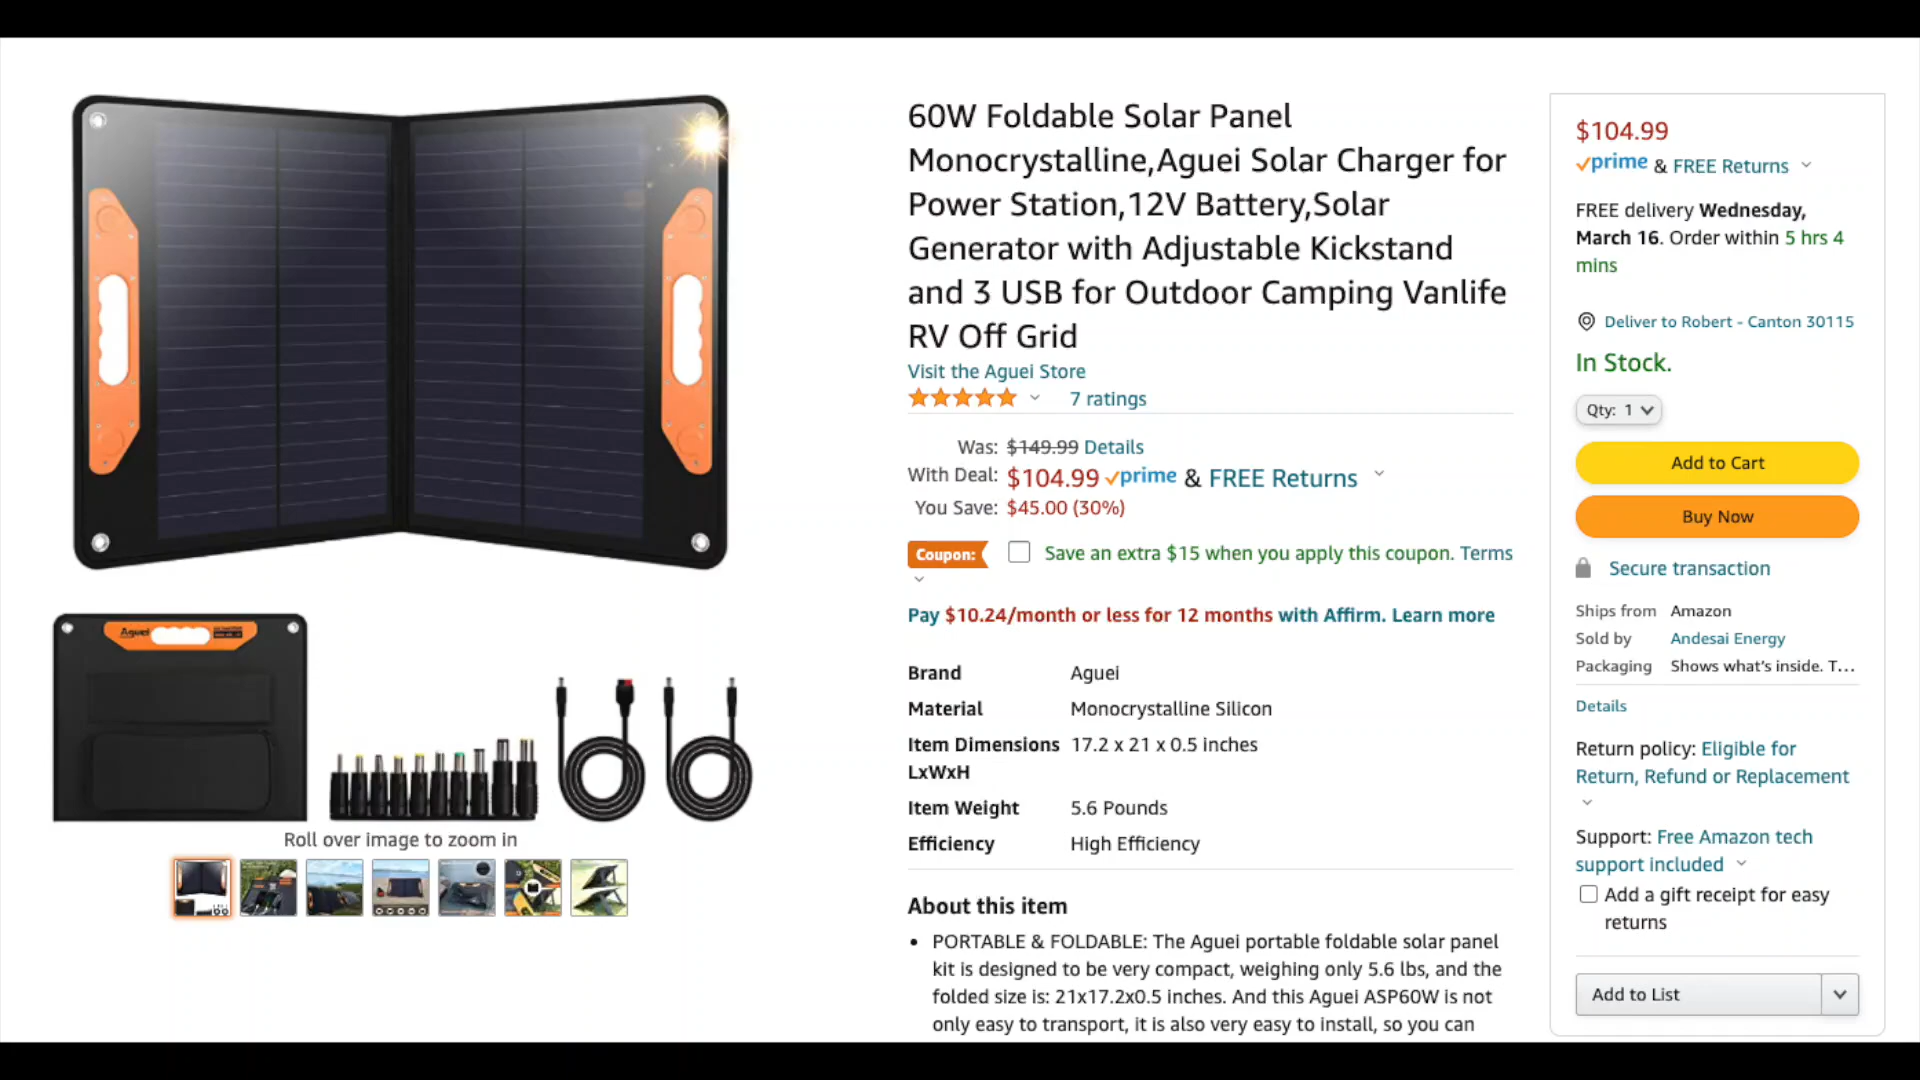 60W Foldable Solar Panel
Monocrystalline,Aguei Solar Charger for
Power Station,12V Battery,Solar
Generator with Adjustable Kickstand
and 3 USB for Outdoor Camping Vanlife
RV Off Grid
Visit the Aguei Store
7 ratings
Was: $149.99 Details
With Deal: $104.99 prime & FREE Returns
You Save: $45.00 (30%)
Coupon: Save an extra $15 when you apply this coupon. Terms
Pay $10.24/month or less for 12 months with Affirm. Learn more
Brand Aguei
Material Monocrystalline Silicon
Item Dimensions 17.2 x 21 x 0.5 inches
LxWxH
Item Weight 5.6 Pounds
Efficiency High Efficiency
About this item
• PORTABLE & FOLDABLE: The Aguei portable foldable solar panel
kit is designed to be very compact, weighing only 5.6 lbs, and the
folded size is: 21x17.2x0.5 inches. And this Aguei ASP60W is not
only easy to transport, it is also very easy to install, so you can
Aguei
Roll over image to zoom in
$104.99
prime & FREE Returns
FREE delivery Wednesday,
March 16. Order within 5 hrs 4
mins
Deliver to Robert - Canton 30115
In Stock.
Qty: 1
Add to Cart
Buy Now
Secure transaction
Ships from Amazon
Sold by Andesai Energy
Packaging Shows what's inside. T...
Details
Return policy: Eligible for
Return, Refund or Replacement
Support: Free Amazon tech
support included
Add a gift receipt for easy
returns
Add to List